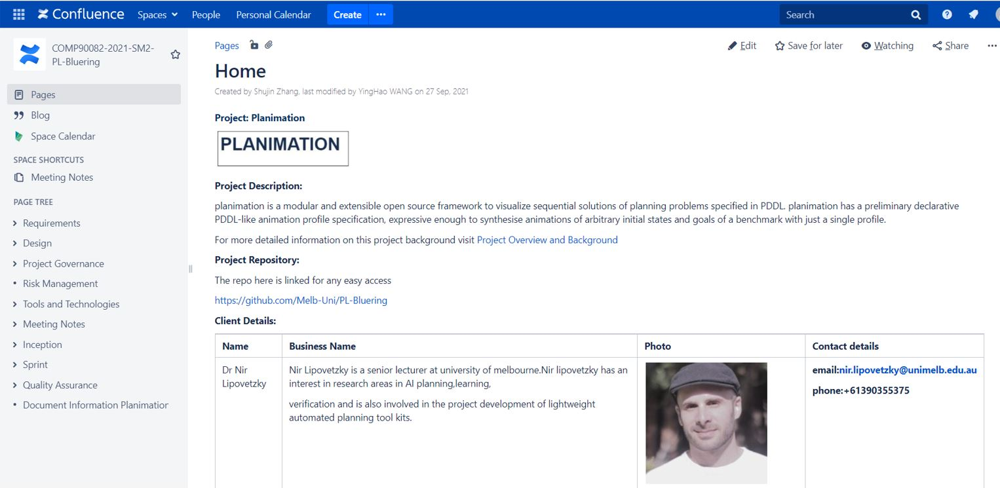 Confluence Spaces People Personal Calendar Create ··· Search
COMP90082-2021-SM2-
PL-Bluering
Pages
Blog
Space Calendar
SPACE SHORTCUTS
Meeting Notes
PAGE TREE
Requirements
Design
Project Governance
Risk Management
Tools and Technologies
Meeting Notes
Inception
Sprint
Quality Assurance
Document Information Planimation
Pages
Edit Save for later Watching Share ···
Home
Created by Shujin Zhang, last modified by YingHao WANG on 27 Sep, 2021
Project: Planimation
PLANIMATION
Project Description:
planimation is a modular and extensible open source framework to visualize sequential solutions of planning problems specified in PDDL. planimation has a preliminary declarative
PDDL-like animation profile specification, expressive enough to synthesise animations of arbitrary initial states and goals of a benchmark with just a single profile.
For more detailed information on this project background visit Project Overview and Background
Project Repository:
The repo here is linked for any easy access
https://github.com/Melb-Uni/PL-Bluering
Client Details:
Name Business Name Photo Contact details
Dr Nir
Lipovetzky
Nir Lipovetzky is a senior lecturer at university of melbourne.Nir lipovetzky has an
interest in research areas in AI planning,learning,
verification and is also involved in the project development of lightweight
automated planning tool kits.
email:nir.lipovetzky@unimelb.edu.au
phone:+61390355375